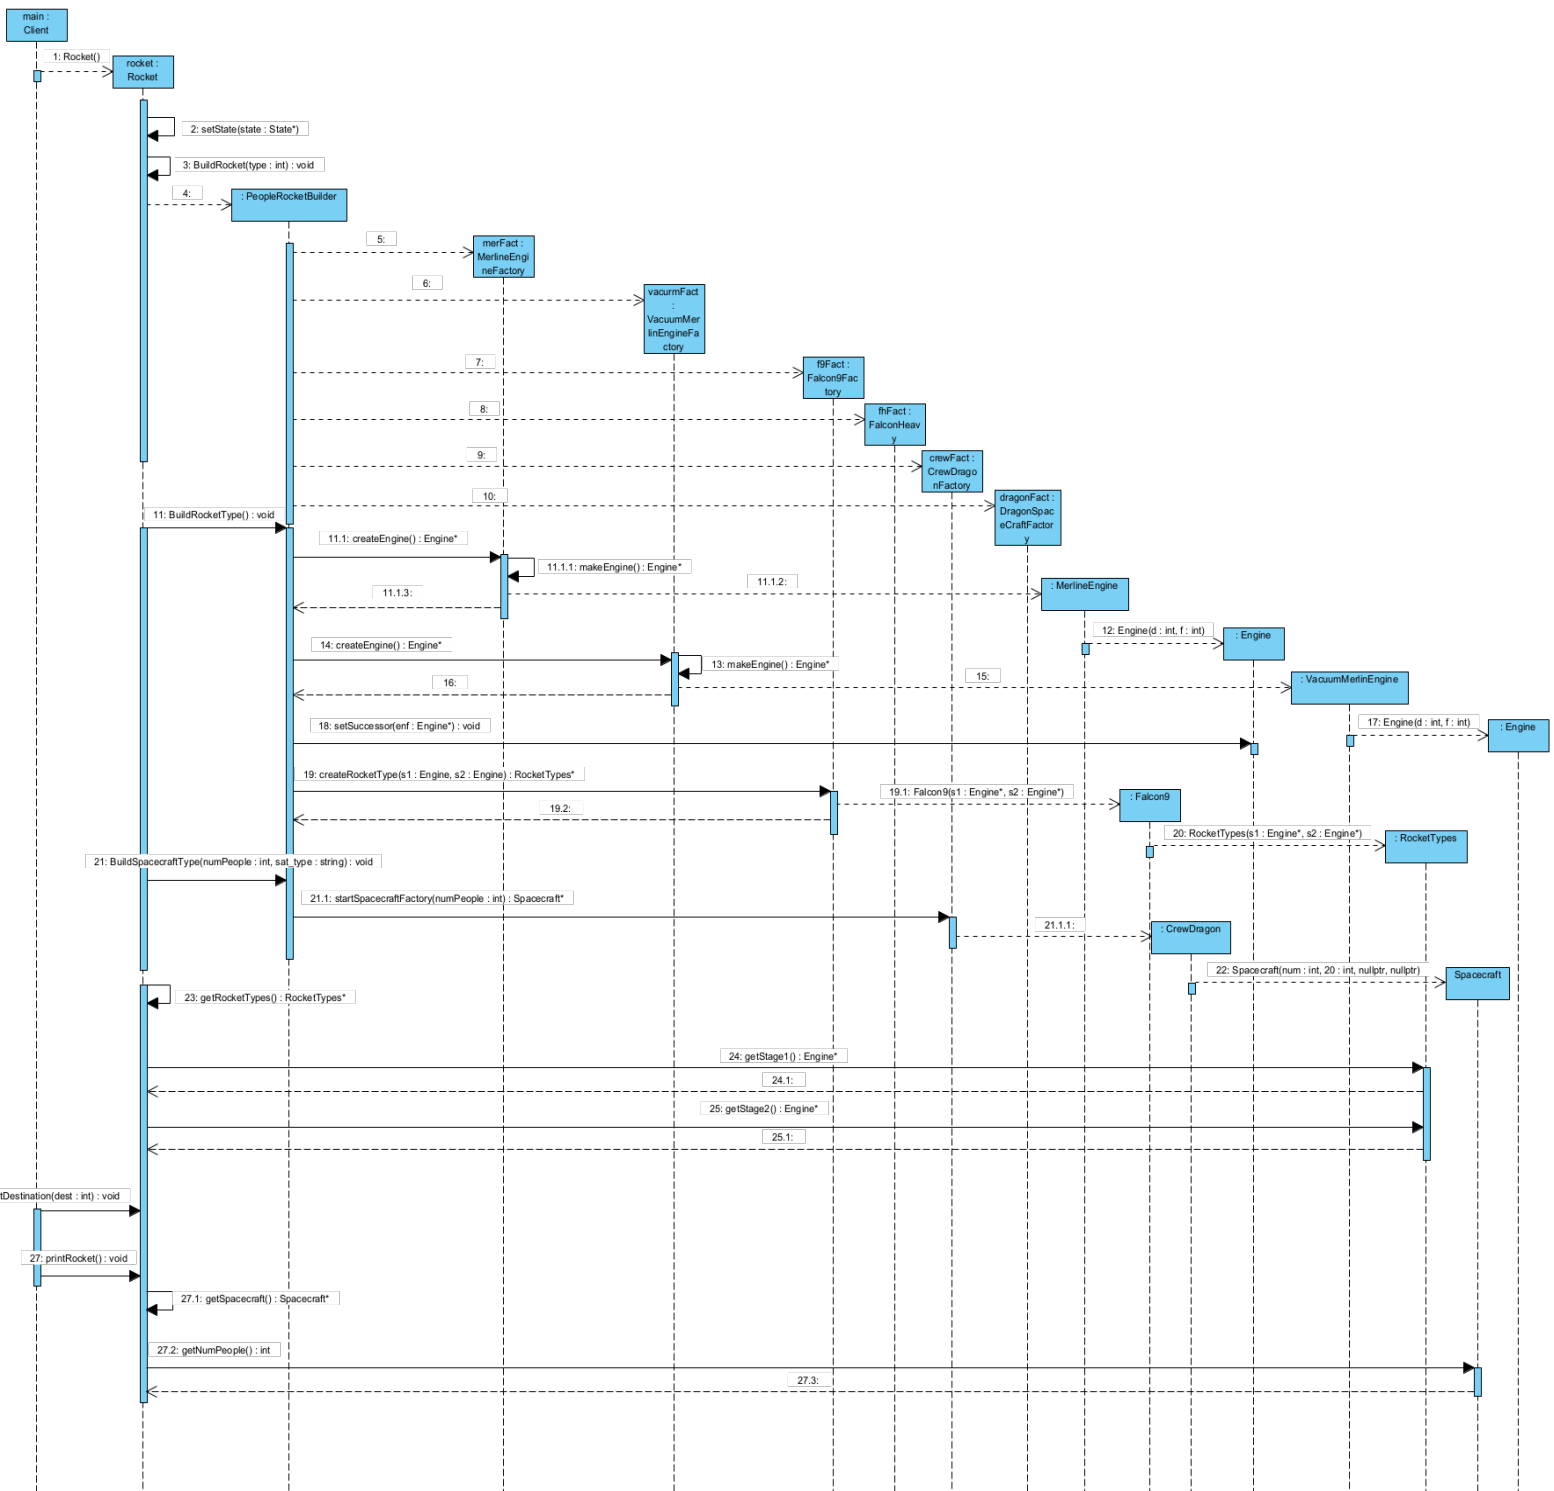 main :
Client
1: Rocket()
rocket :
Rocket
2: setState(state : State*)
3: BuildRocket(type : int) : void
4:
: PeopleRocketBuilder
5:
merFact :
MerlineEngi
neFactory
6:
vacurmFact
:
VacuumMer
linEngineFa
ctory
7:
f9Fact :
Falcon9Fac
tory
8:
fhFact :
FalconHeav
y
9:
crewFact :
CrewDrago
nFactory
10:
dragonFact :
DragonSpac
eCraftFactor
y
11: BuildRocketType() : void
11.1: createEngine() : Engine*
11.1.1: makeEngine() : Engine*
11.1.2:
: MerlineEngine
11.1.3:
12: Engine(d : int, f : int)
: Engine
14: createEngine() : Engine*
13: makeEngine() : Engine*
15:
: VacuumMerlinEngine
16:
17: Engine(d : int, f : int)
: Engine
18: setSuccessor(enf : Engine*) : void
19: createRocketType(s1 : Engine, s2 : Engine) : RocketTypes*
19.1: Falcon9(s1 : Engine*, s2 : Engine*)
: Falcon9
19.2:
20: RocketTypes(s1 : Engine*, s2 : Engine*)
: RocketTypes
21: BuildSpacecraftType(numPeople : int, sat_type : string) : void
21.1: startSpacecraftFactory(numPeople : int) : Spacecraft*
21.1.1:
: CrewDragon
22: Spacecraft(num : int, 20 : int, nullptr, nullptr)
Spacecraft
23: getRocketTypes() : RocketTypes*
24: getStage1() : Engine*
24.1:
25: getStage2() : Engine*
25.1:
tDestination(dest : int) : void
27: printRocket() : void
27.1: getSpacecraft() : Spacecraft*
27.2: getNumPeople() : int
27.3: